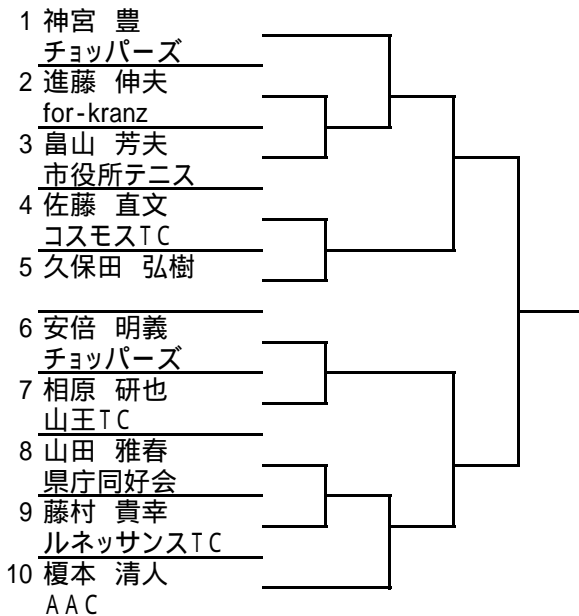 1 神宮 豊
チョッパーズ
2 進藤 伸夫
for-kranz
3 畠山 芳夫
市役所テニス
4 佐藤 直文
コスモスTC
5 久保田 弘樹
6 安倍 明義
チョッパーズ
7 相原 研也
山王TC
8 山田 雅春
県庁同好会
9 藤村 貴幸
ルネッサンスTC
10 榎本 清人
AAC